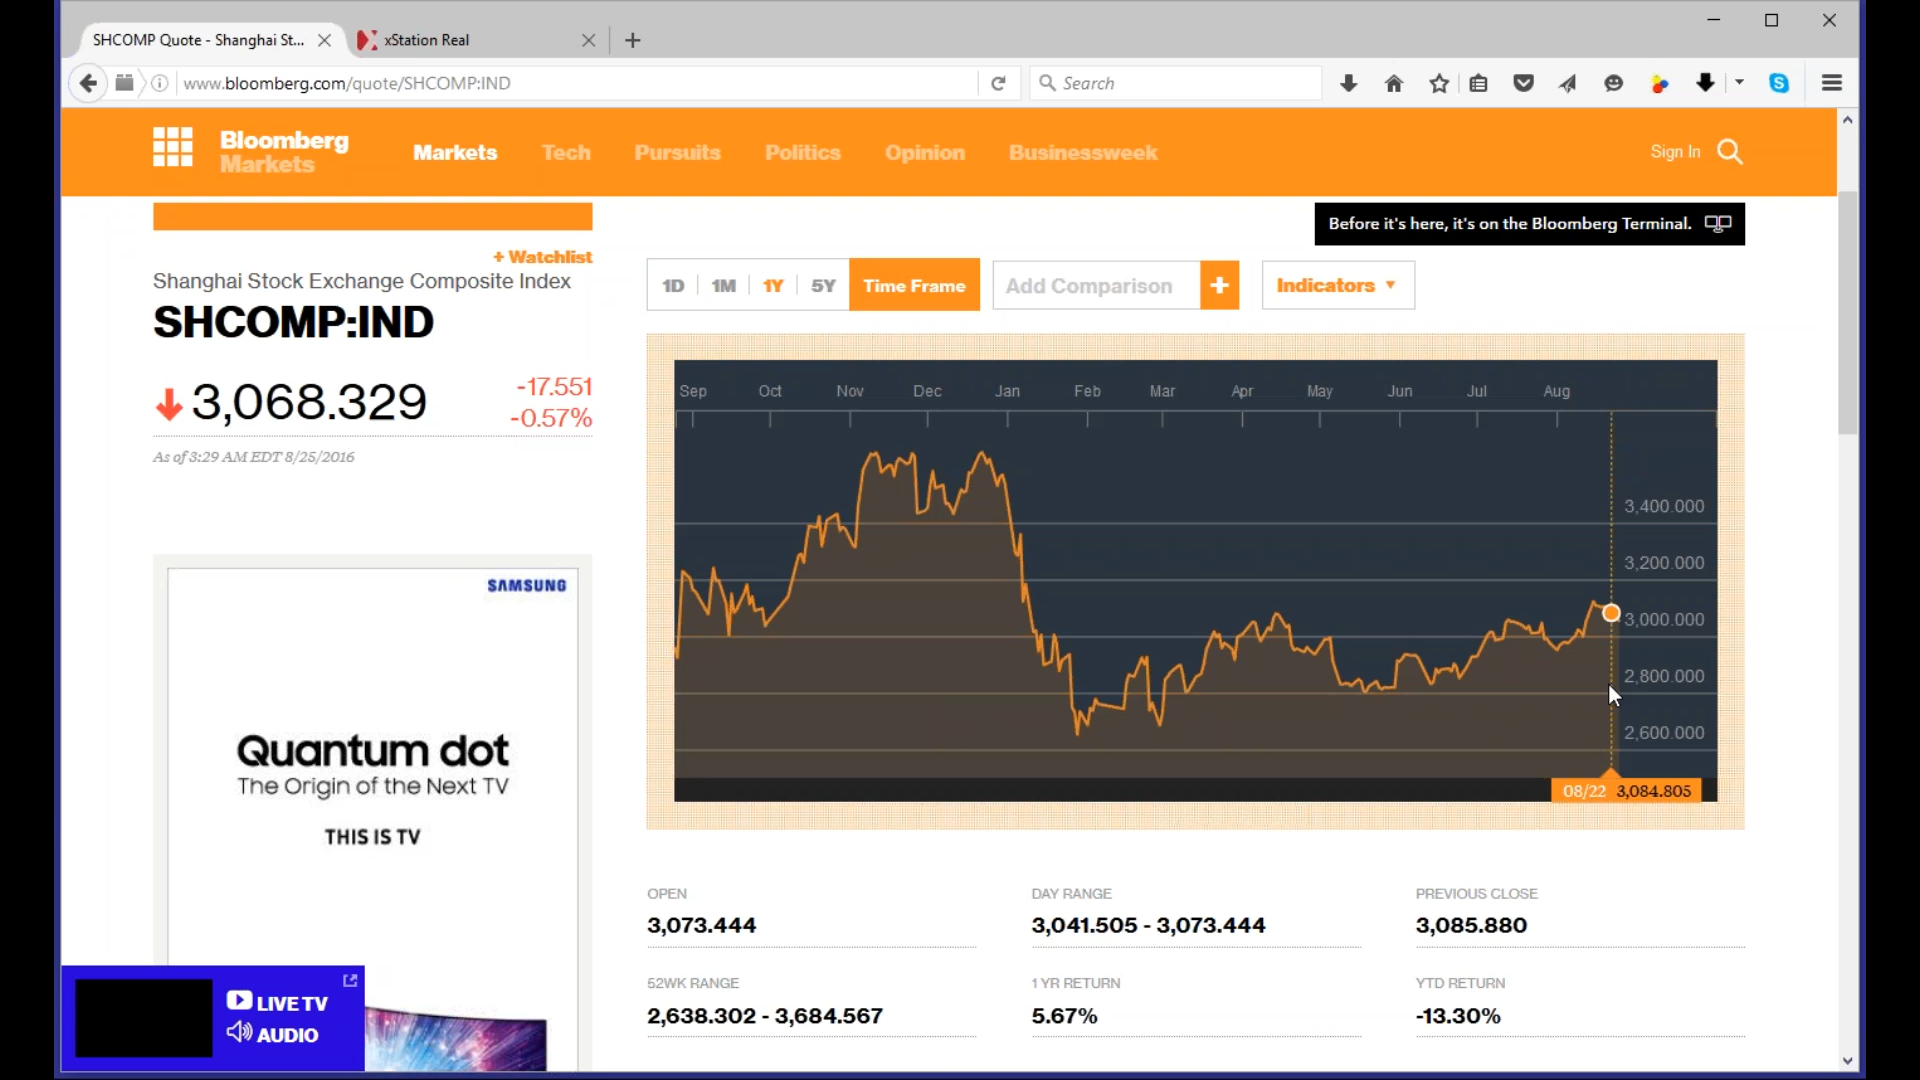 SHCOMP Quote - Shanghai St...
xStation Real
www.bloomberg.com/quote/SHCOMP:IND
Search
Bloomberg
Markets
Markets
Tech
Pursuits
Politics
Opinion
Businessweek
Sign In
Before it's here, it's on the Bloomberg Terminal.
+ Watchlist
Shanghai Stock Exchange Composite Index
SHCOMP:IND
3,068.329
-17.551
-0.57%
As of 3:29 AM EDT 8/25/2016
1D 1M 1Y 5Y Time Frame
Add Comparison +
Indicators
Sep Oct Nov Dec Jan Feb Mar Apr May Jun Jul Aug
3,400.000
3,200.000
3,000.000
2,800.000
2,600.000
08/22 3,084.805
SAMSUNG
Quantum dot
The Origin of the Next TV
THIS IS TV
OPEN
3,073.444
DAY RANGE
3,041.505 - 3,073.444
PREVIOUS CLOSE
3,085.880
52WK RANGE
2,638.302 - 3,684.567
1 YR RETURN
5.67%
YTD RETURN
-13.30%
LIVE TV
AUDIO